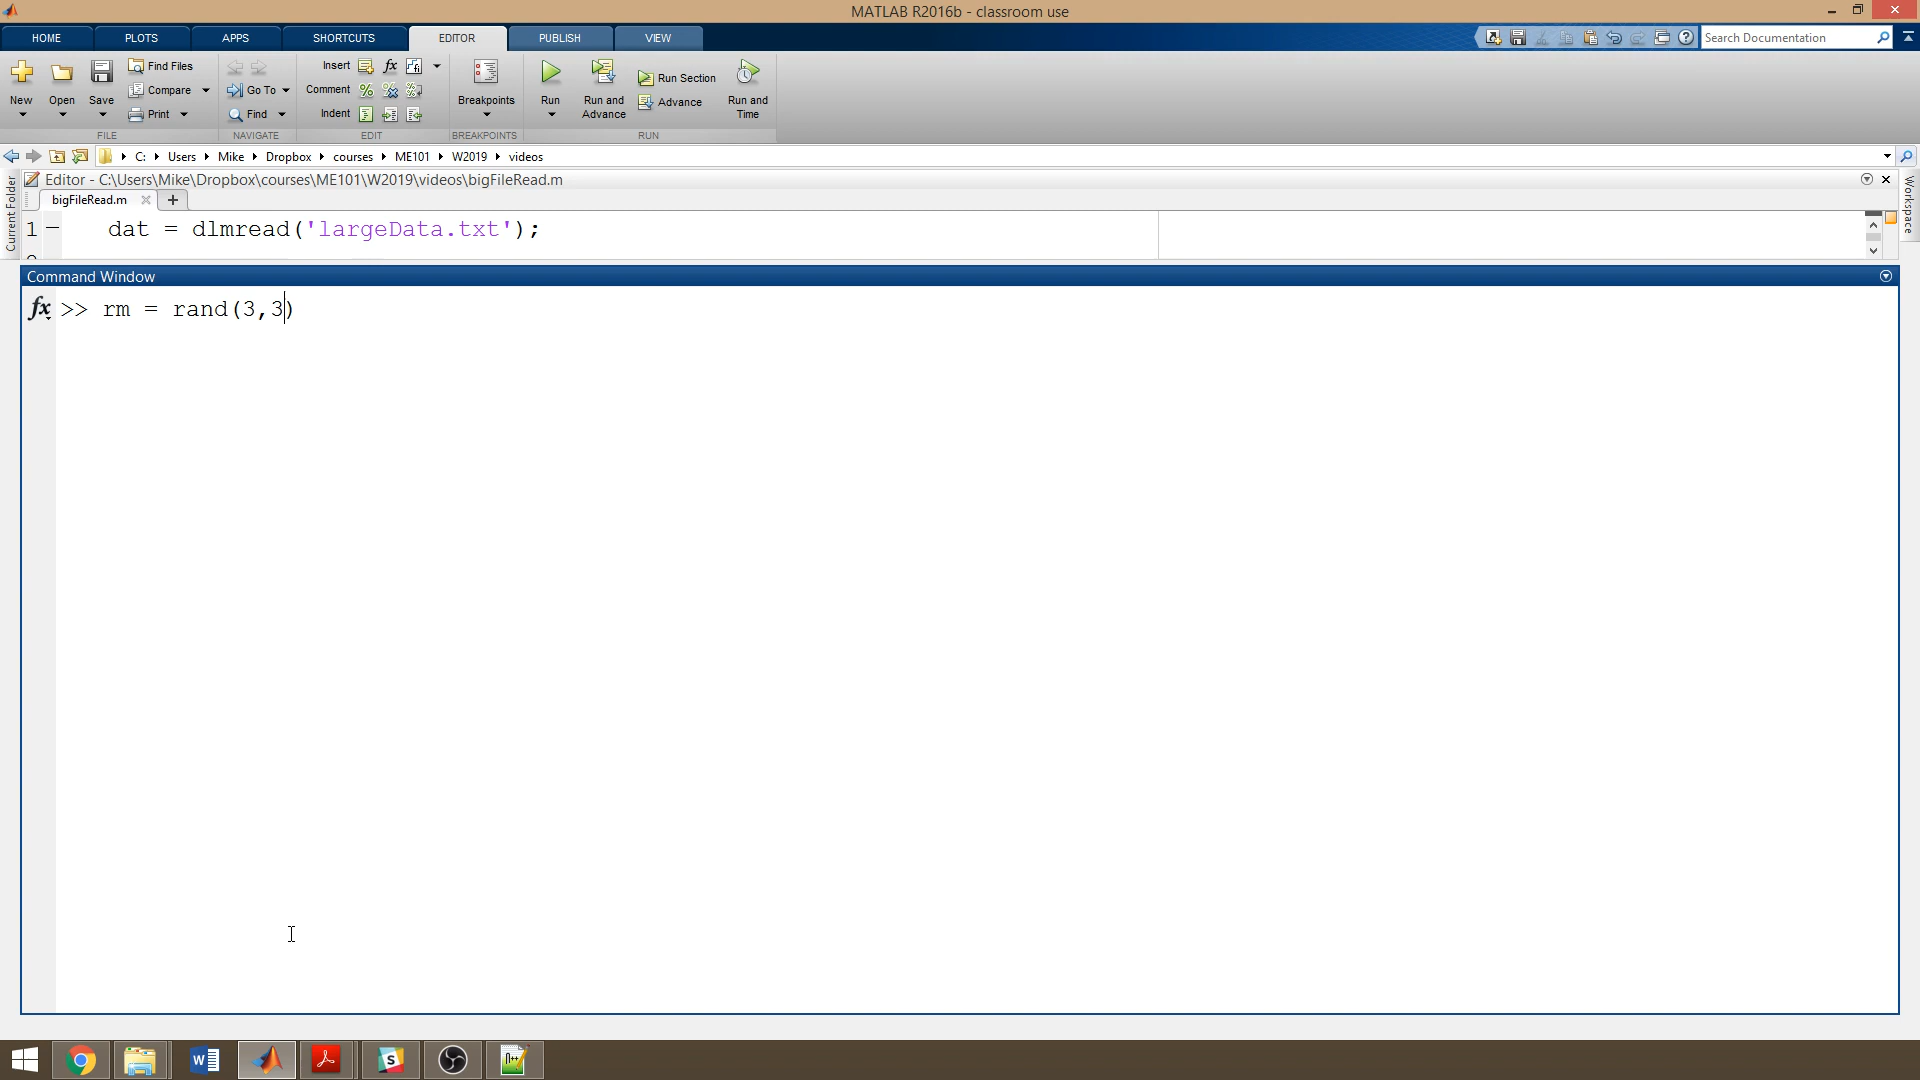 MATLAB R2016b - classroom use
HOME PLOTS APPS SHORTCUTS EDITOR PUBLISH VIEW
Search Documentation
New
Open
Save
Find Files
Compare
Print
FILE
Go To
Find
NAVIGATE
Insert fx
Comment % %
Indent
EDIT
Breakpoints
BREAKPOINTS
Run
Run and Advance
Run Section
Advance
Run and Time
RUN
C: Users Mike Dropbox courses ME101 W2019 videos
Current Folder
Workspace
Editor - C:\Users\Mike\Dropbox\courses\ME101\W2019\videos\bigFileRead.m
bigFileRead.m
1 dat = dlmread('largeData.txt');
Command Window
fx >> rm = rand(3,3)